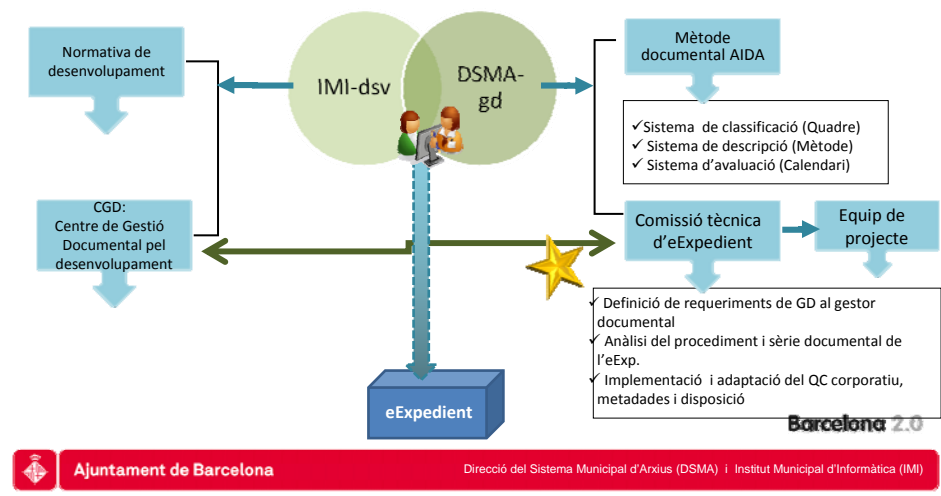 Normativa de
desenvolupament
IMI-dsv
DSMA-
gd
Mètode
documental AIDA
✓Sistema de classificació (Quadre)
✓ Sistema de descripció (Mètode)
✓ Sistema d'avaluació (Calendari)
CGD:
Centre de Gestió
Documental pel
desenvolupament
Comissió tècnica
d'eExpedient
Equip de
projecte
✓ Definició de requeriments de GD al gestor
documental
✓ Anàlisi del procediment i sèrie documental de
l'eExp.
✓ Implementació i adaptació del QC corporatiu,
metadades i disposició
eExpedient
Barcelona 2.0
Ajuntament de Barcelona
Direcció del Sistema Municipal d'Arxius (DSMA) i Institut Municipal d'Informàtica (IMI)